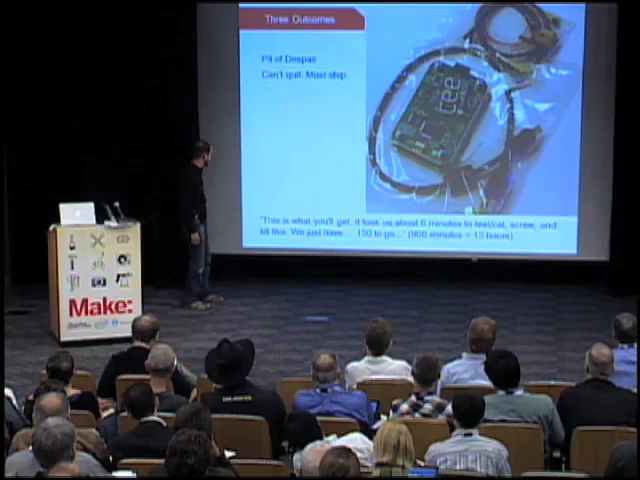 Three Outcomes
Pit of Despair
Can't quit. Must ship.
tee
"This is what you'll get. It took us about 6 minutes to test/cal, screw, and
kit this. We just have... 150 to go..." (900 minutes = 15 hours)
Make: